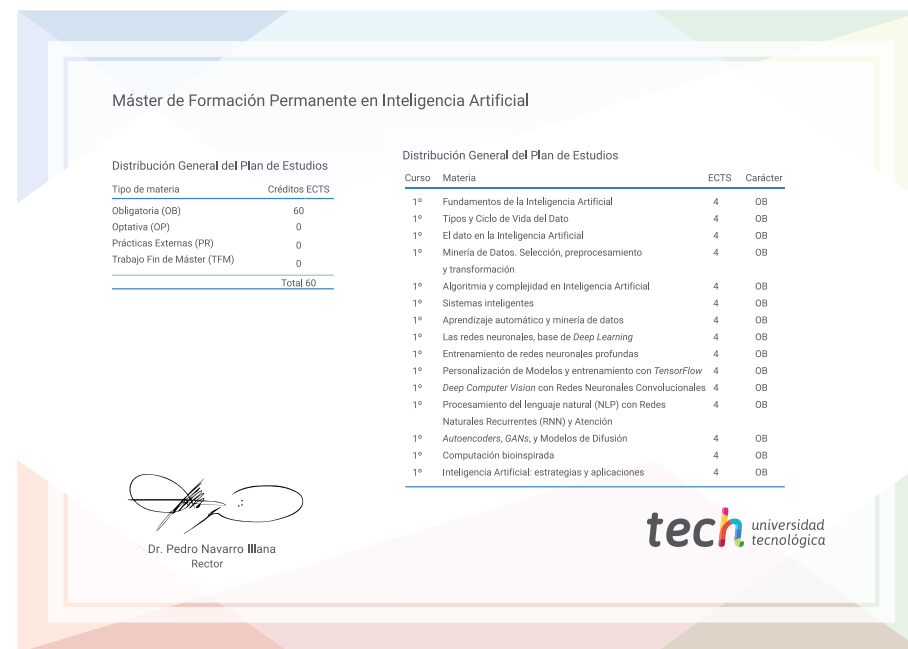 Máster de Formación Permanente en Inteligencia Artificial
Distribución General del Plan de Estudios
Tipo de materia Créditos ECTS
Obligatoria (OB) 60
Optativa (OP) 0
Prácticas Externas (PR) 0
Trabajo Fin de Máster (TFM) 0
Total 60
Distribución General del Plan de Estudios
Curso Materia ECTS Carácter
1º Fundamentos de la Inteligencia Artificial 4 OB
1º Tipos y Ciclo de Vida del Dato 4 OB
1º El dato en la Inteligencia Artificial 4 OB
1º Minería de Datos. Selección, preprocesamiento 4 OB
y transformación
1º Algoritmia y complejidad en Inteligencia Artificial 4 OB
1º Sistemas inteligentes 4 OB
1º Aprendizaje automático y minería de datos 4 OB
1º Las redes neuronales, base de Deep Learning 4 OB
1º Entrenamiento de redes neuronales profundas 4 OB
1º Personalización de Modelos y entrenamiento con TensorFlow 4 OB
1º Deep Computer Vision con Redes Neuronales Convolucionales 4 OB
1º Procesamiento del lenguaje natural (NLP) con Redes 4 OB
Naturales Recurrentes (RNN) y Atención
1º Autoencoders, GANs, y Modelos de Difusión 4 OB
1º Computación bioinspirada 4 OB
1º Inteligencia Artificial: estrategias y aplicaciones 4 OB
Dr. Pedro Navarro Illana
Rector
tech universidad
tecnológica